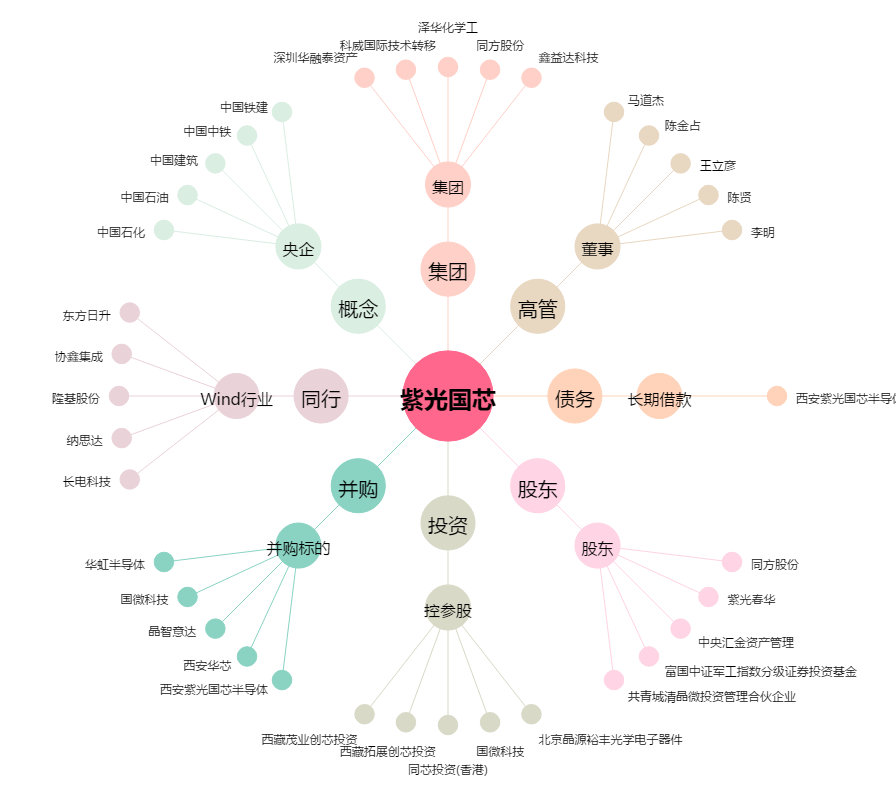 泽华化学工
科威国际技术转移
同方股份
深圳华融泰资产
鑫益达科技
集团
集团
马道杰
陈金占
王立彦
陈贤
李明
董事
高管
中国铁建
中国中铁
中国建筑
中国石油
中国石化
央企
概念
东方日升
协鑫集成
隆基股份
纳思达
长电科技
Wind行业
同行
紫光国芯
债务
长期借款
西安紫光国芯半导体
并购
并购标的
华虹半导体
国微科技
晶智意达
西安华芯
西安紫光国芯半导体
投资
控参股
西藏茂业创芯投资
西藏拓展创芯投资
同芯投资(香港)
国微科技
北京晶源裕丰光学电子器件
股东
股东
同方股份
紫光春华
中央汇金资产管理
富国中证军工指数分级证券投资基金
共青城清晶微投资管理合伙企业